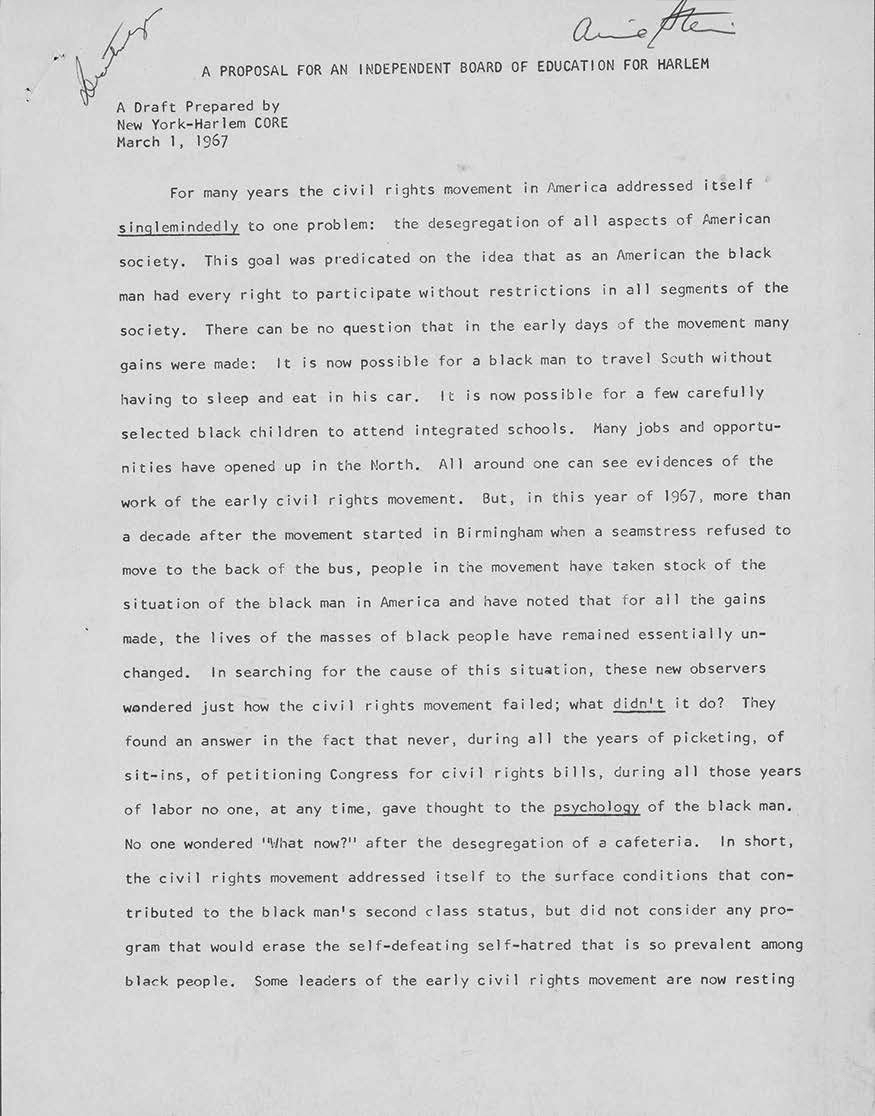 Annie Stein
A PROPOSAL FOR AN INDEPENDENT BOARD OF EDUCATION FOR HARLEM
A Draft Prepared by
New York-Harlem CORE
March 1, 1967
For many years the civil rights movement in America addressed itself
singlemindedly to one problem: the desegregation of all aspects of American
society. This goal was predicated on the idea that as an American the black
man had every right to participate without restrictions in all segments of the
society. There can be no question that in the early days of the movement many
gains were made: It is now possible for a black man to travel South without
having to sleep and eat in his car. It is now possible for a few carefully
selected black children to attend integrated schools. Many jobs and opportu-
nities have opened up in the North. All around one can see evidences of the
work of the early civil rights movement. But, in this year of 1967, more than
a decade after the movement started in Birmingham when a seamstress refused to
move to the back of the bus, people in the movement have taken stock of the
situation of the black man in America and have noted that for all the gains
made, the lives of the masses of black people have remained essentially un-
changed. In searching for the cause of this situation, these new observers
wondered just how the civil rights movement failed; what didn't it do? They
found an answer in the fact that never, during all the years of picketing, of
sit-ins, of petitioning Congress for civil rights bills, during all those years
of labor no one, at any time, gave thought to the psychology of the black man.
No one wondered "What now?" after the desegregation of a cafeteria. In short,
the civil rights movement addressed itself to the surface conditions that con-
tributed to the black man's second class status, but did not consider any pro-
gram that would erase the self-defeating self-hatred that is so prevalent among
black people. Some leaders of the early civil rights movement are now resting